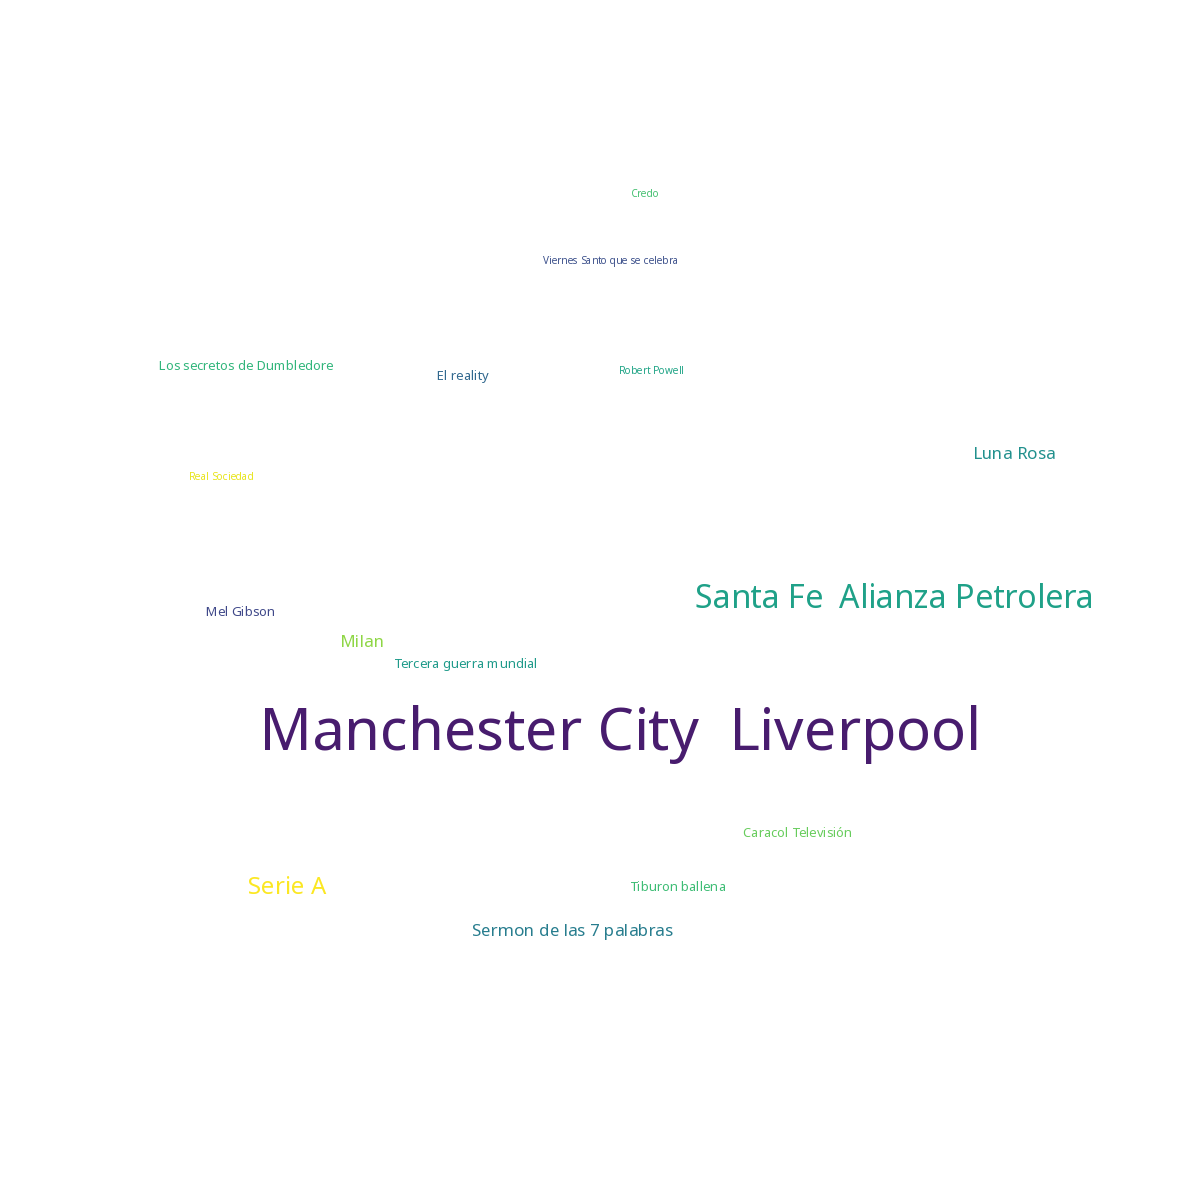 Credo
Viernes Santo que se celebra
Los secretos de Dumbledore
El reality
Robert Powell
Luna Rosa
Real Sociedad
Santa Fe  Alianza Petrolera
Mel Gibson
Milan
Tercera guerra mundial
Manchester City  Liverpool
Caracol Televisión
Serie A
Tiburon ballena
Sermon de las 7 palabras